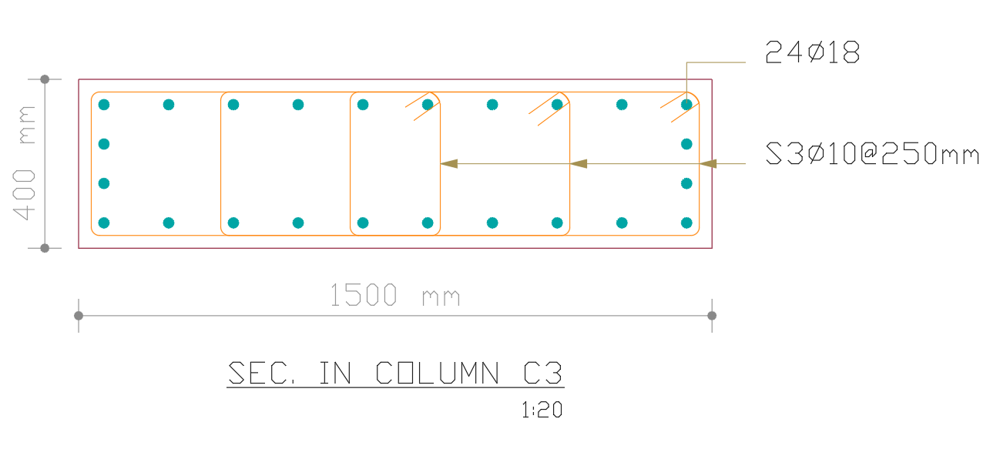 24Ø18
S3Ø10@250mm
400 mm
1500 mm
SEC. IN COLUMN C3
1:20